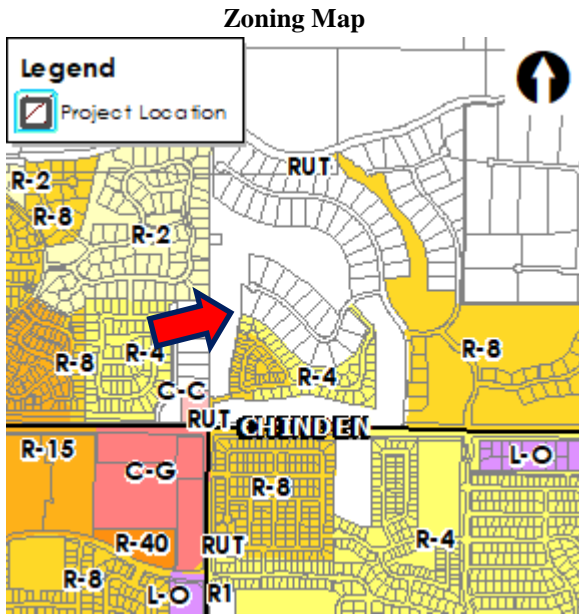 Zoning Map
Legend
Project Location
RUT
R-2
R-8
R-2
R-8
R-4
R-8
R-4
C-C
RUT
CHINDEN
R-15
C-G
L-O
R-8
R-40
RUT
R-4
R-8
L-O
R1